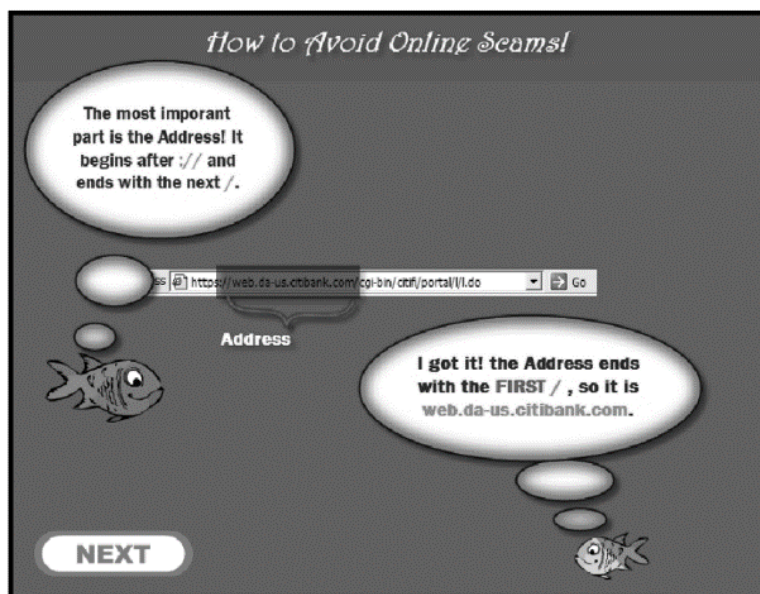 How to Avoid Online Scams!
The most imporant
part is the Address! It
begins after :// and
ends with the next /.
ss https://web.da-us.citibank.com/cgi-bin/citifi/portal/l/l.do Go
Address
I got it! the Address ends
with the FIRST / , so it is
web.da-us.citibank.com.
NEXT